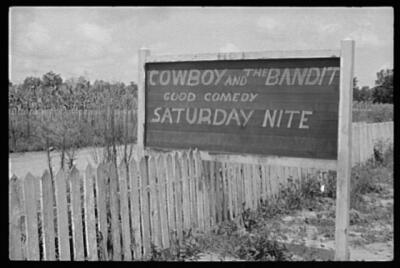 COWBOY AND THE BANDIT
GOOD COMEDY
SATURDAY NITE